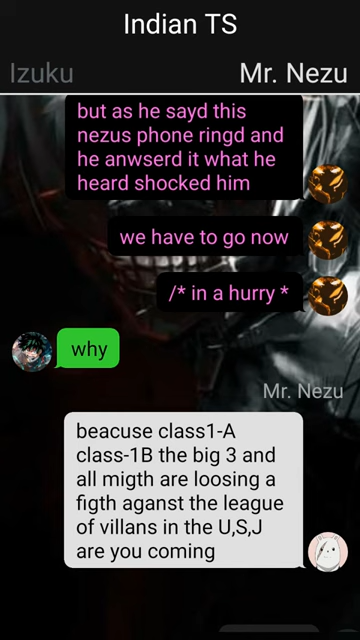 Indian TS
Izuku
Mr. Nezu
but as he sayd this
nezus phone ringd and
he anwserd it what he
heard shocked him
we have to go now
/* in a hurry *
why
Mr. Nezu
beacuse class1-A
class-1B the big 3 and
all migth are loosing a
figth aganst the league
of villans in the U,S,J
are you coming